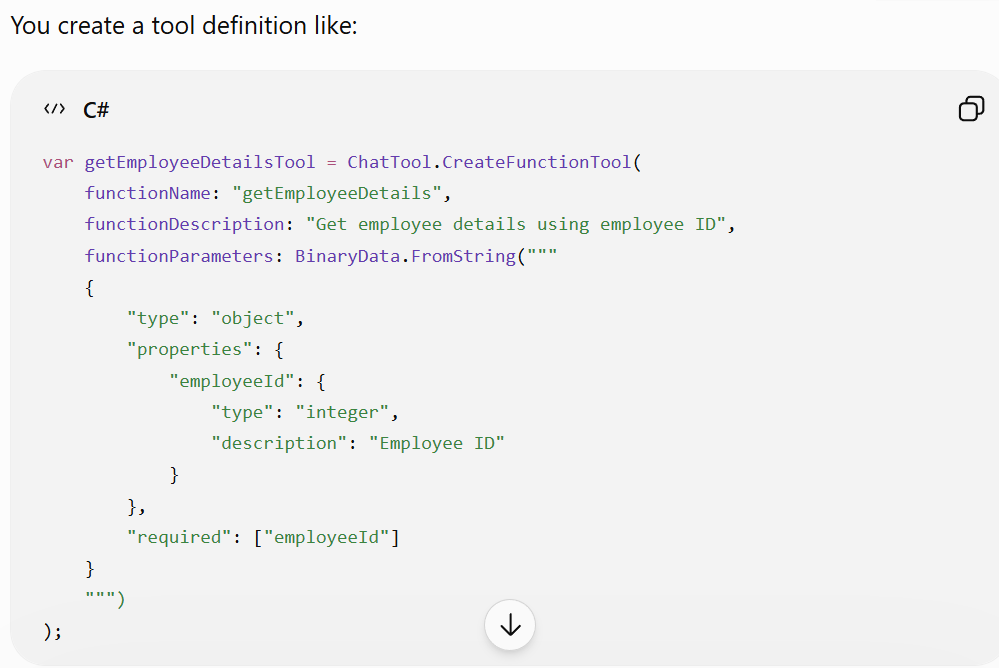 You create a tool definition like:
C#
var getEmployeeDetailsTool = ChatTool.CreateFunctionTool(
    functionName: "getEmployeeDetails",
    functionDescription: "Get employee details using employee ID",
    functionParameters: BinaryData.FromString("""
    {
        "type": "object",
        "properties": {
            "employeeId": {
                "type": "integer",
                "description": "Employee ID"
            }
        },
        "required": ["employeeId"]
    }
    """)
);